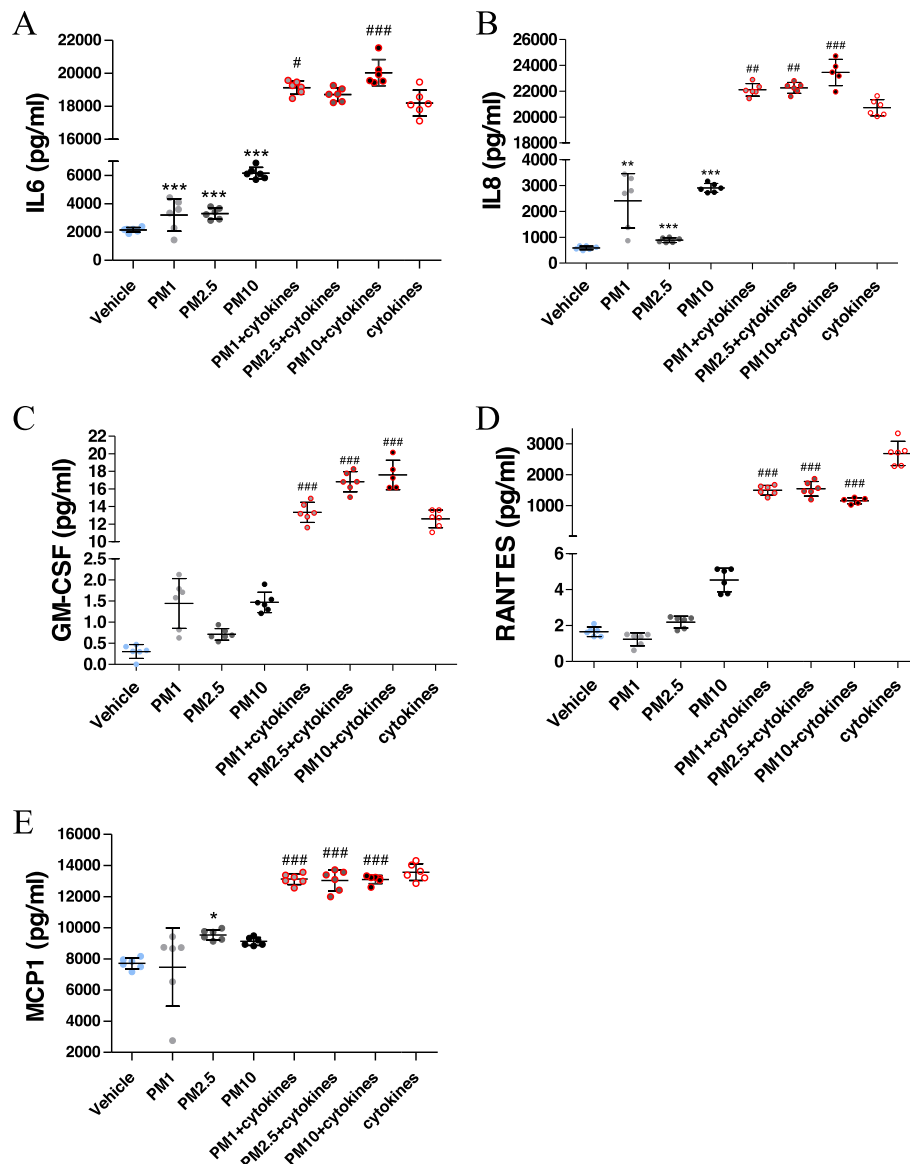 A
IL6 (pg/ml)
22000
20000
18000
16000
6000
4000
2000
0
***
***
***
#
###
Vehicle
PM1
PM2.5
PM10
PM1+cytokines
PM2.5+cytokines
PM10+cytokines
cytokines
B
IL8 (pg/ml)
26000
24000
22000
20000
18000
4000
3000
2000
1000
0
**
***
***
##
##
###
Vehicle
PM1
PM2.5
PM10
PM1+cytokines
PM2.5+cytokines
PM10+cytokines
cytokines
C
GM-CSF (pg/ml)
22
20
18
16
14
12
10
2.5
2.0
1.5
1.0
0.5
0.0
###
###
###
Vehicle
PM1
PM2.5
PM10
PM1+cytokines
PM2.5+cytokines
PM10+cytokines
cytokines
D
RANTES (pg/ml)
3000
2000
1000
6
4
2
0
###
###
###
Vehicle
PM1
PM2.5
PM10
PM1+cytokines
PM2.5+cytokines
PM10+cytokines
cytokines
E
MCP1 (pg/ml)
16000
14000
12000
10000
8000
6000
4000
2000
*
###
###
###
Vehicle
PM1
PM2.5
PM10
PM1+cytokines
PM2.5+cytokines
PM10+cytokines
cytokines